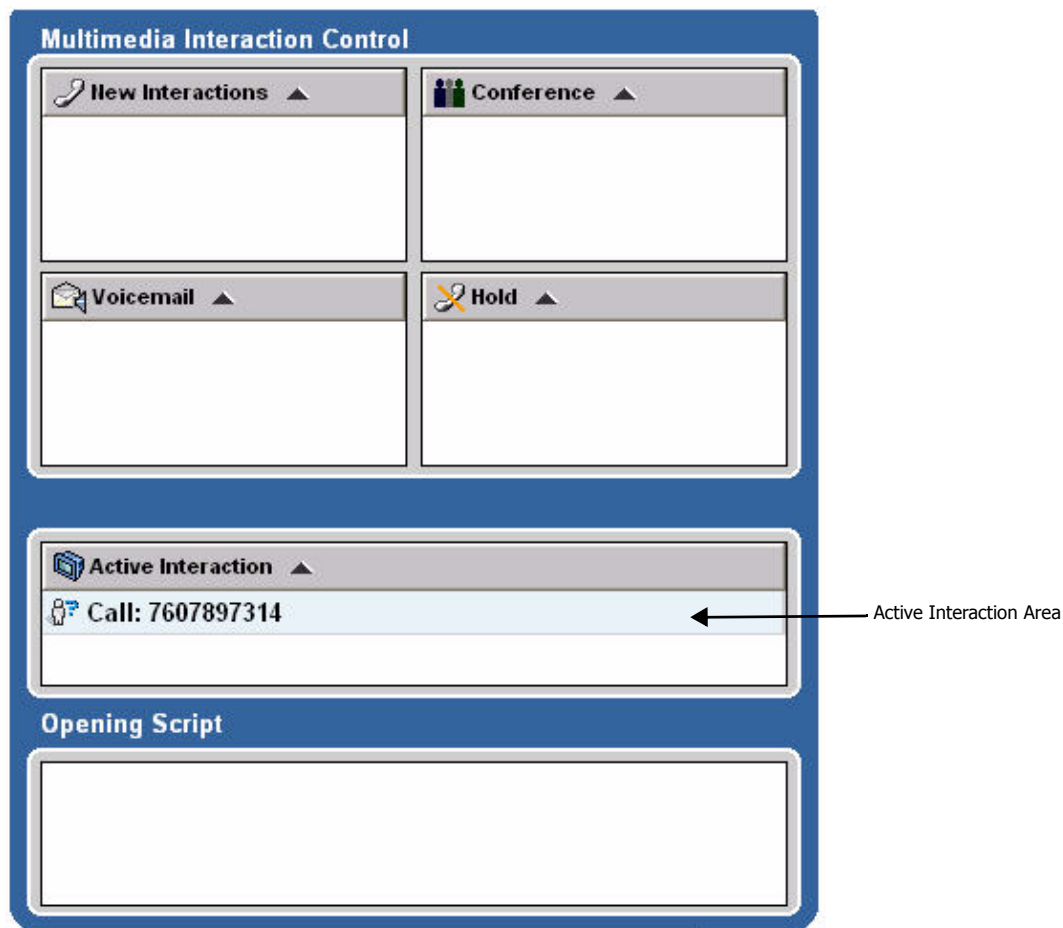 Multimedia Interaction Control
New Interactions
Conference
Voicemail
Hold
Active Interaction
Call: 7607897314
Active Interaction Area
Opening Script